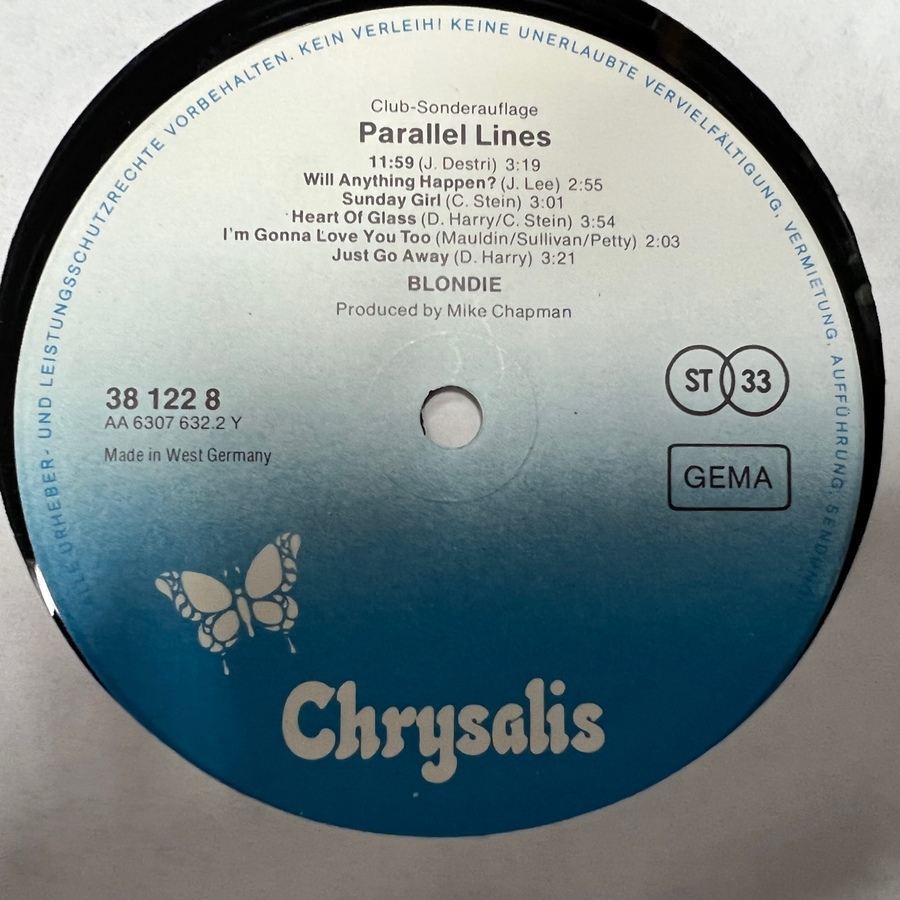 ALLE URHEBER- UND LEISTUNGSSCHUTZRECHTE VORBEHALTEN. KEIN VERLEIH! KEINE UNERLAUBTE VERVIELFÄLTIGUNG, VERMIETUNG, AUFFÜHRUNG, SENDUNG!
Club-Sonderauflage
Parallel Lines
11:59 (J. Destri) 3:19
Will Anything Happen? (J. Lee) 2:55
Sunday Girl (C. Stein) 3:01
Heart Of Glass (D. Harry/C. Stein) 3:54
I'm Gonna Love You Too (Mauldin/Sullivan/Petty) 2:03
Just Go Away (D. Harry) 3:21
BLONDIE
Produced by Mike Chapman
38 122 8
AA 6307 632.2 Y
Made in West Germany
ST 33
GEMA
Chrysalis